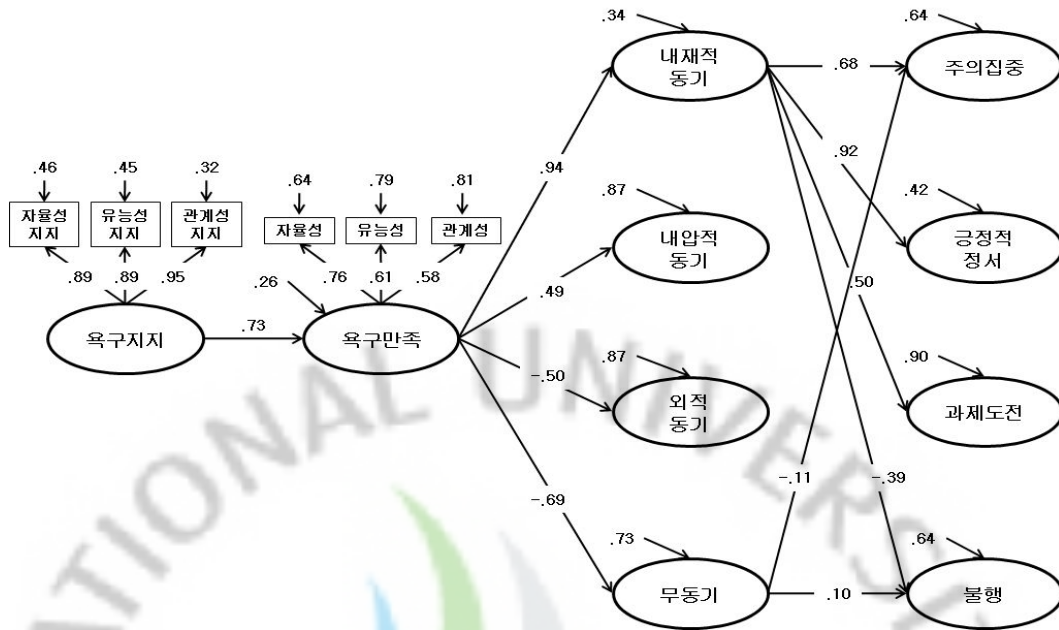 .34
.64
내재적
동기
.68
주의집중
.46
.45
.32
.94
.92
.64
.79
.81
.87
.42
자율성
지지
유능성
지지
관계성
지지
자율성
유능성
관계성
내압적
동기
긍정적
정서
.89
.89
.95
.26
.76
.61
.58
.49
.50
욕구지지
.73
욕구만족
-.50
.87
.90
외적
동기
과제도전
-.11
-.39
-.69
.73
.64
무동기
.10
불행
NATIONAL UNIVERSIT